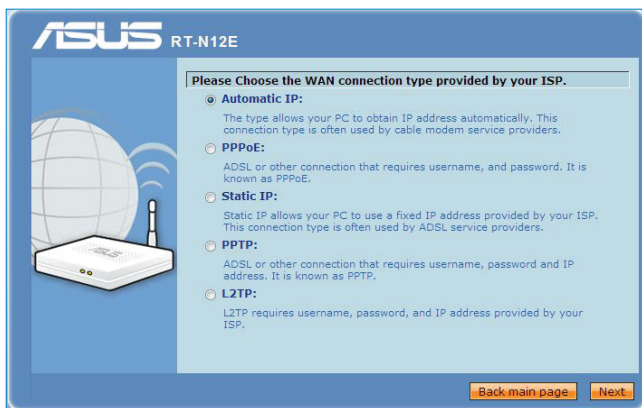 ASUS RT-N12E
Please Choose the WAN connection type provided by your ISP.
Automatic IP:
The type allows your PC to obtain IP address automatically. This
connection type is often used by cable modem service providers.
PPPoE:
ADSL or other connection that requires username, and password. It is
known as PPPoE.
Static IP:
Static IP allows your PC to use a fixed IP address provided by your ISP.
This connection type is often used by ADSL service providers.
PPTP:
ADSL or other connection that requires username, password and IP
address. It is known as PPTP.
L2TP:
L2TP requires username, password, and IP address provided by your
ISP.
ASUS
Back main page Next